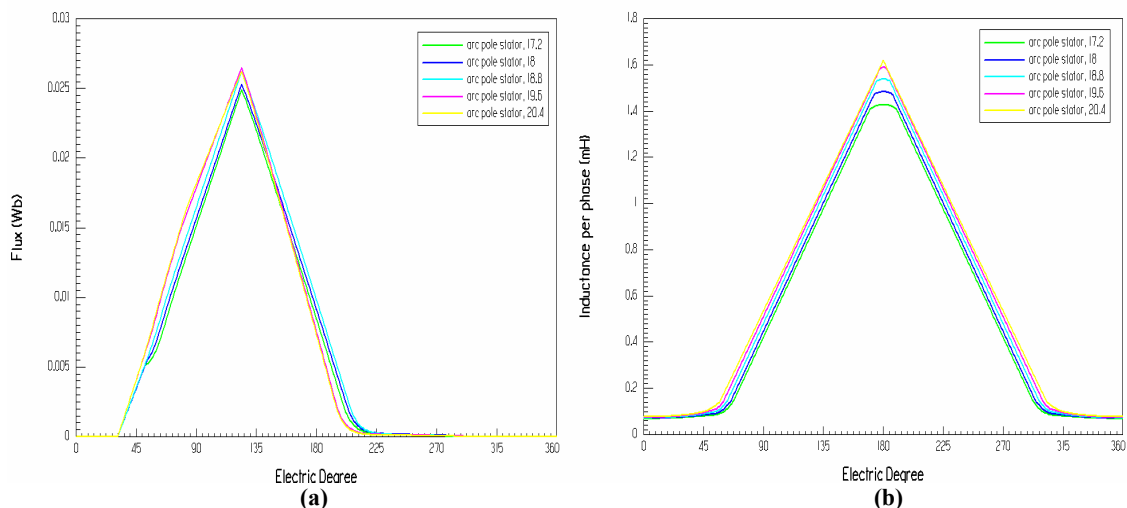 0.03
0.025
0.02
0.015
0.01
0.005
0
Flux (Wb)
arc pole stator, 17.2
arc pole stator, 18
arc pole stator, 18.8
arc pole stator, 19.6
arc pole stator, 20.4
0 45 90 135 180 225 270 315 360
Electric Degree
(a)
1.8
1.6
1.4
1.2
1
0.8
0.6
0.4
0.2
0
Inductance per phase (mH)
arc pole stator, 17.2
arc pole stator, 18
arc pole stator, 18.8
arc pole stator, 19.6
arc pole stator, 20.4
0 45 90 135 180 225 270 315 360
Electric Degree
(b)